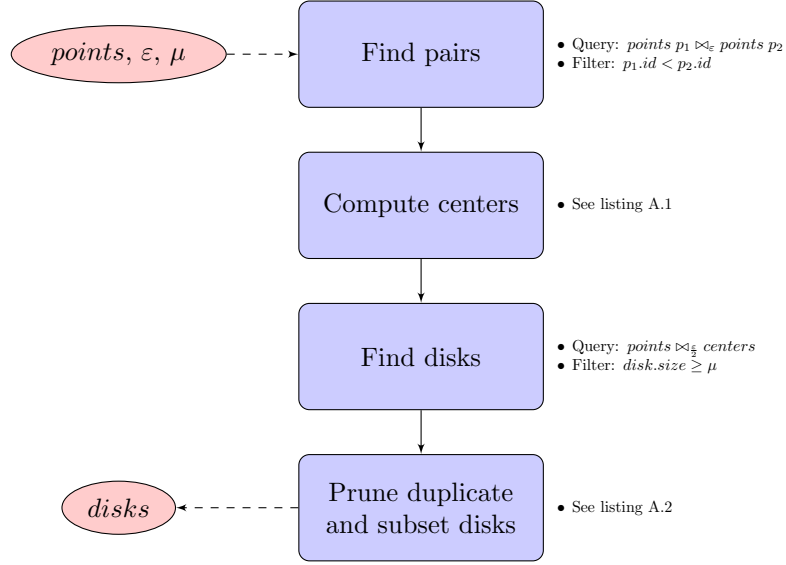 points, ε, μ
Find pairs
• Query: points p₁ ⋈ε points p₂
• Filter: p₁.id < p₂.id
Compute centers
• See listing A.1
Find disks
• Query: points ⋈ε/2 centers
• Filter: disk.size ≥ μ
Prune duplicate
and subset disks
disks
• See listing A.2